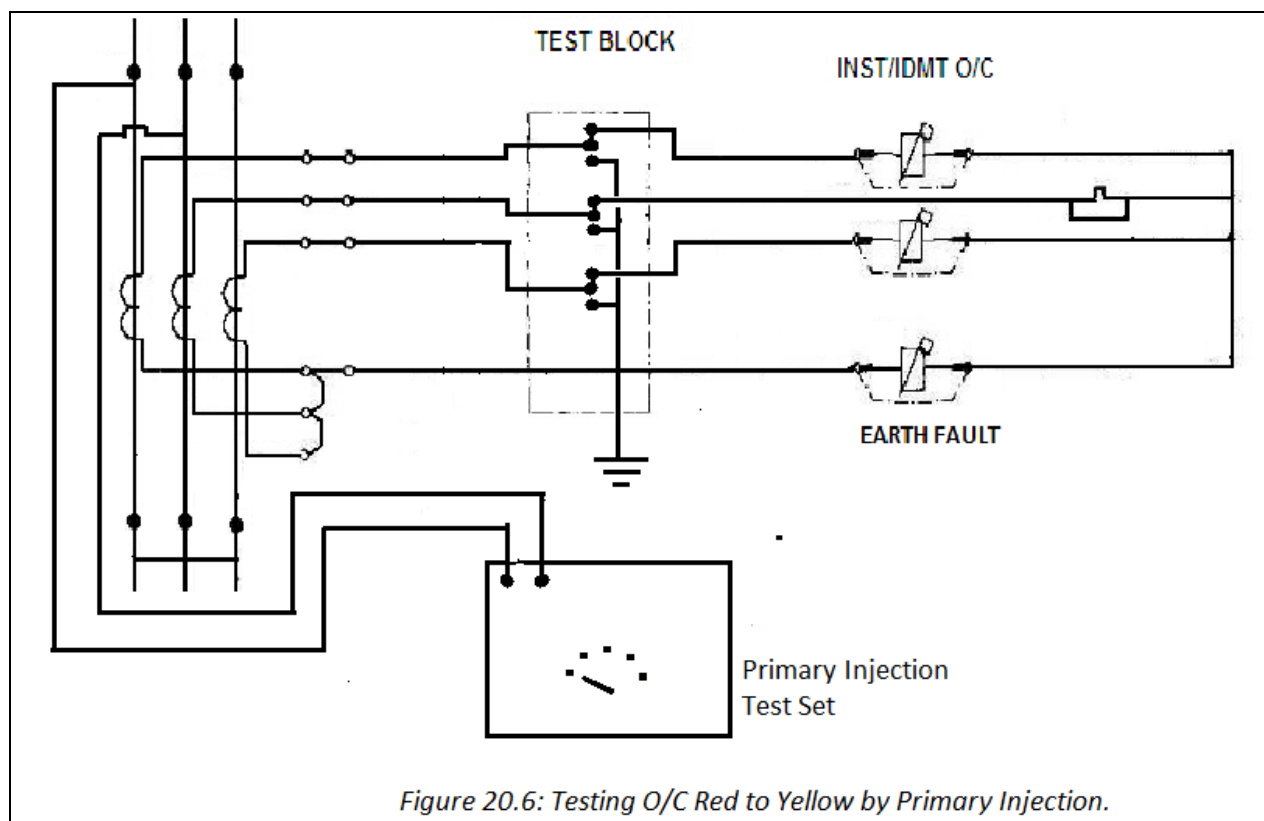 TEST BLOCK
INST/IDMT O/C
EARTH FAULT
Primary Injection
Test Set
Figure 20.6: Testing O/C Red to Yellow by Primary Injection.